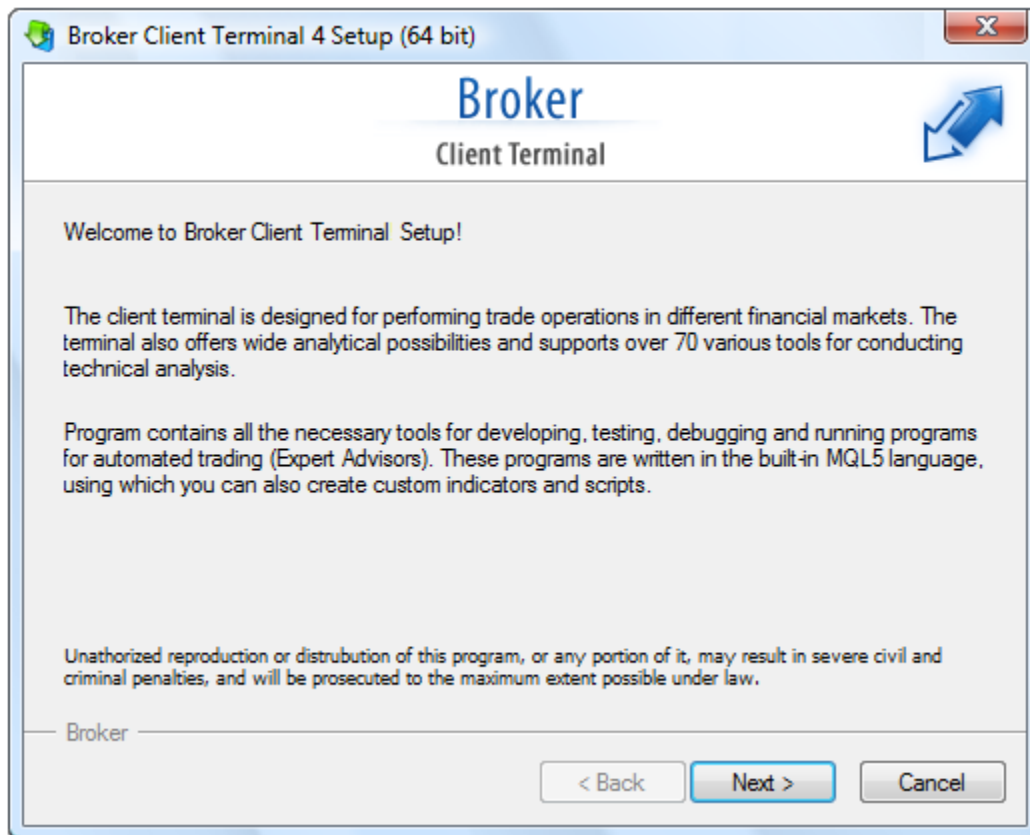 Broker Client Terminal 4 Setup (64 bit)
X
Broker
Client Terminal
Welcome to Broker Client Terminal  Setup!
The client terminal is designed for performing trade operations in different financial markets. The
terminal also offers wide analytical possibilities and supports over 70 various tools for conducting
technical analysis.
Program contains all the necessary tools for developing, testing, debugging and running programs
for automated trading (Expert Advisors). These programs are written in the built-in MQL5 language,
using which you can also create custom indicators and scripts.
Unathorized reproduction or distrubution of this program, or any portion of it, may result in severe civil and
criminal penalties, and will be prosecuted to the maximum extent possible under law.
Broker
< Back Next > Cancel